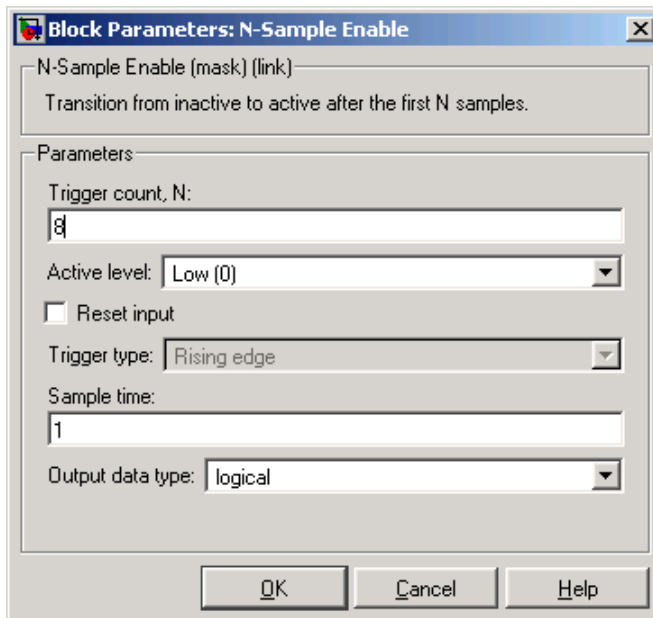 Block Parameters: N-Sample Enable
N-Sample Enable (mask) (link)
Transition from inactive to active after the first N samples.
Parameters
Trigger count, N:
8
Active level: Low (0)
Reset input
Trigger type: Rising edge
Sample time:
1
Output data type: logical
OK Cancel Help